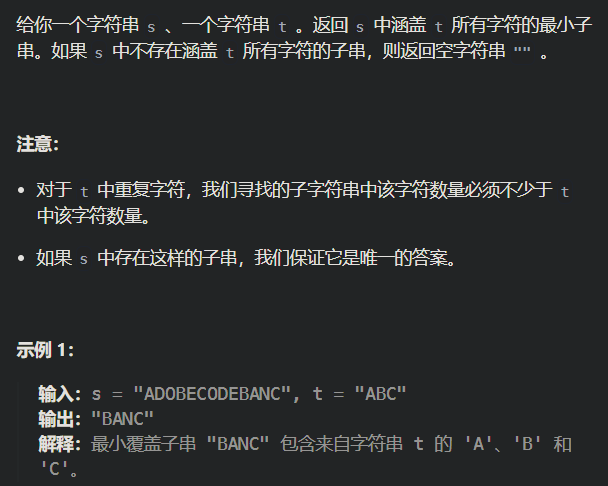 给你一个字符串 s 、一个字符串 t 。返回 s 中涵盖 t 所有字符的最小子
串。如果 s 中不存在涵盖 t 所有字符的子串，则返回空字符串 "" 。
注意：
• 对于 t 中重复字符，我们寻找的子字符串中该字符数量必须不少于 t
中该字符数量。
• 如果 s 中存在这样的子串，我们保证它是唯一的答案。
示例 1：
输入：s = "ADOBECODEBANC", t = "ABC"
输出："BANC"
解释：最小覆盖子串 "BANC" 包含来自字符串 t 的 'A'、'B' 和
'C'。